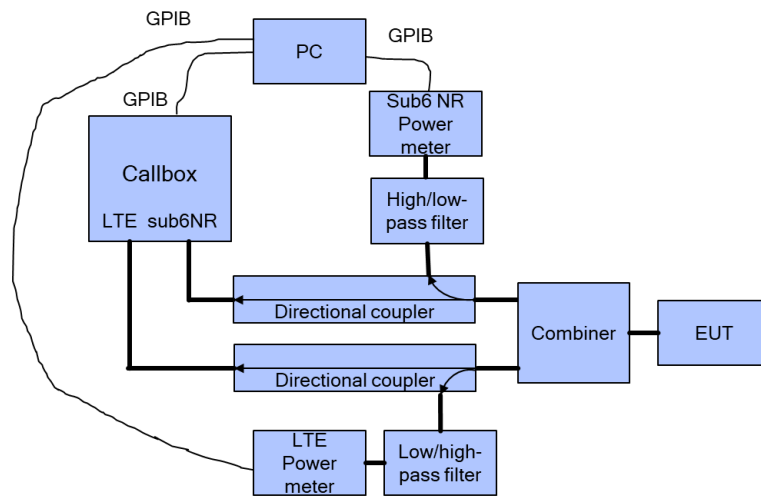 GPIB
PC
GPIB
GPIB
Sub6 NR
Power
meter
Callbox
LTE sub6NR
High/low-
pass filter
Directional coupler
Combiner
EUT
Directional coupler
LTE
Power
meter
Low/high-
pass filter